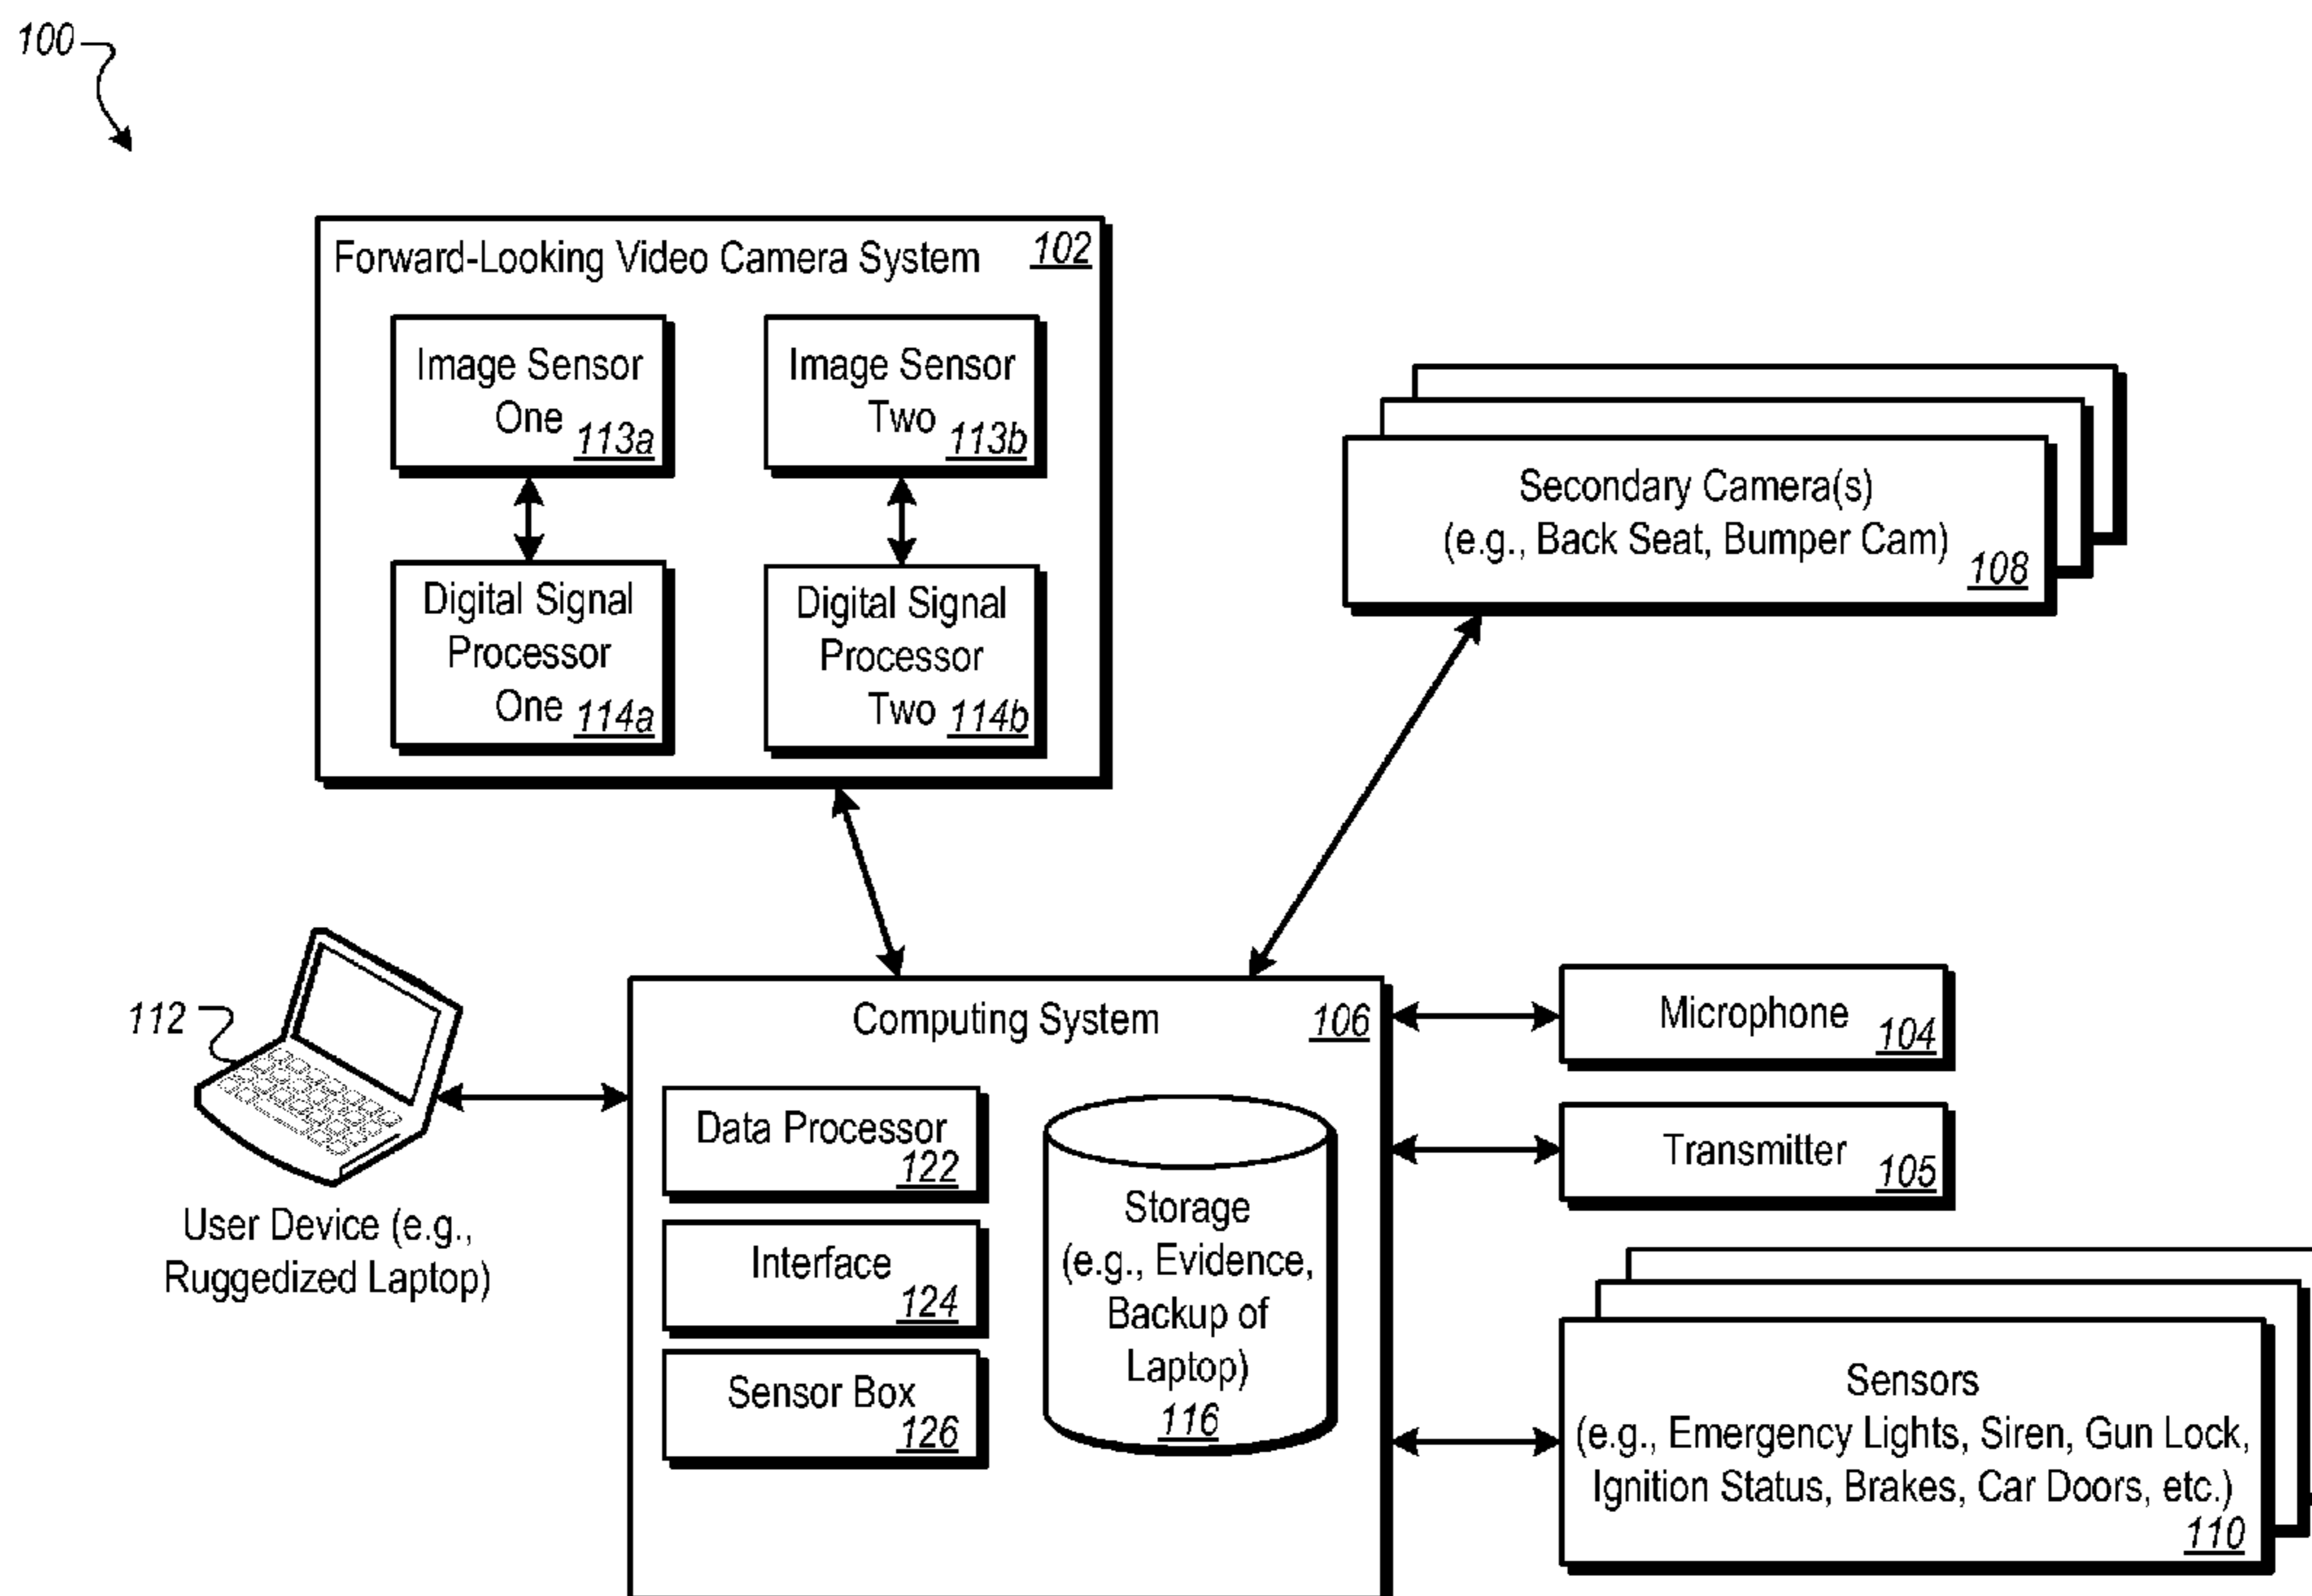 100
Forward-Looking Video Camera System 102
Image Sensor
One 113a
Image Sensor
Two 113b
Digital Signal
Processor
One 114a
Digital Signal
Processor
Two 114b
Secondary Camera(s)
(e.g., Back Seat, Bumper Cam)
108
112
User Device (e.g.,
Ruggedized Laptop)
Computing System 106
Data Processor
122
Interface
124
Sensor Box
126
Storage
(e.g., Evidence,
Backup of
Laptop)
116
Microphone
104
Transmitter
105
Sensors
(e.g., Emergency Lights, Siren, Gun Lock,
Ignition Status, Brakes, Car Doors, etc.)
110